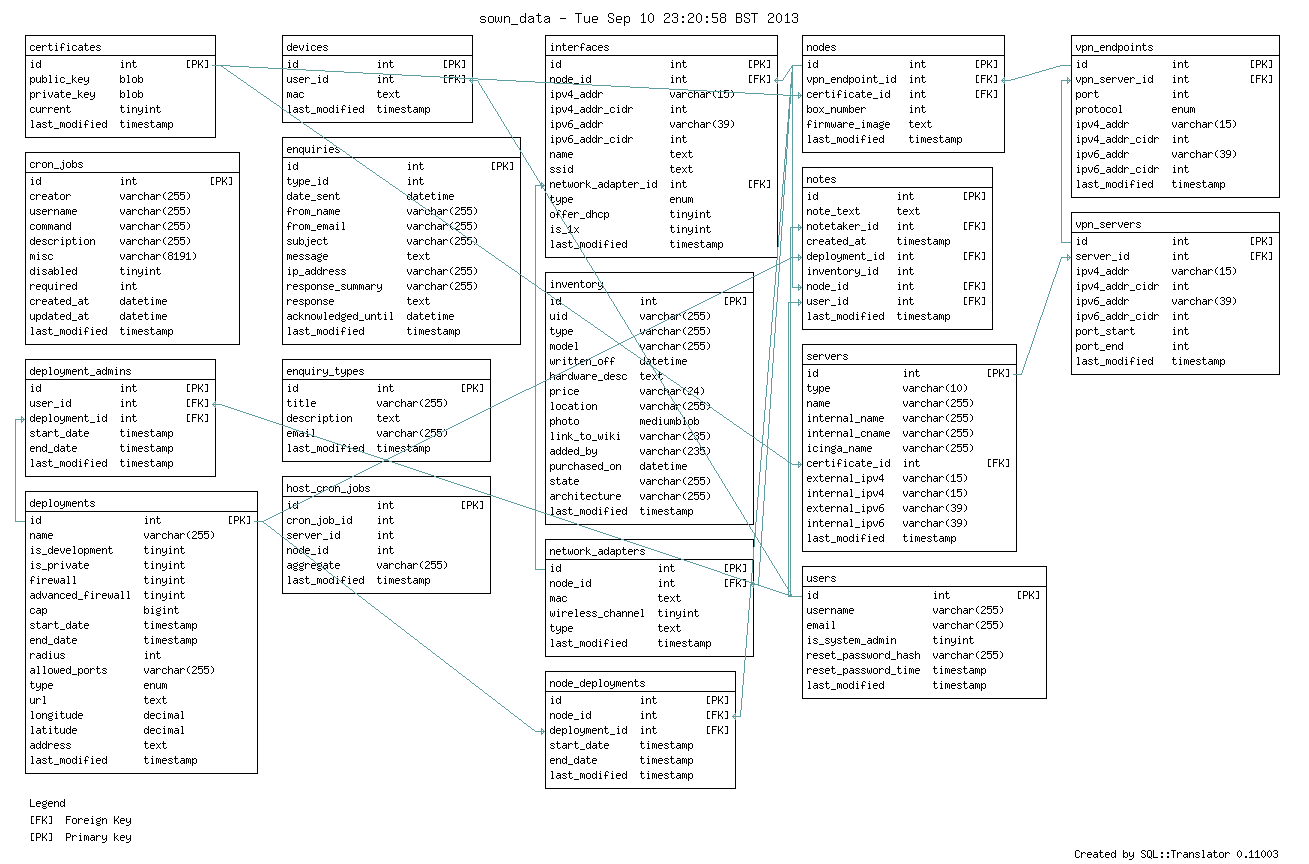 sown_data - Tue Sep 10 23:20:58 BST 2013
certificates
id int [PK]
public_key blob
private_key blob
current tinyint
last_modified timestamp
cron_jobs
id int [PK]
creator varchar(255)
username varchar(255)
command varchar(255)
description varchar(255)
misc varchar(8191)
disabled tinyint
required int
created_at datetime
updated_at datetime
last_modified timestamp
deployment_admins
id int [PK]
user_id int [FK]
deployment_id int [FK]
start_date timestamp
end_date timestamp
last_modified timestamp
deployments
id int [PK]
name varchar(255)
is_development tinyint
is_private tinyint
firewall tinyint
advanced_firewall tinyint
cap bigint
start_date timestamp
end_date timestamp
radius int
allowed_ports varchar(255)
type enum
url text
longitude decimal
latitude decimal
address text
last_modified timestamp
devices
id int [PK]
user_id int [FK]
mac text
last_modified timestamp
enquiries
id int [PK]
type_id int
date_sent datetime
from_name varchar(255)
from_email varchar(255)
subject varchar(255)
message text
ip_address varchar(255)
response_summary varchar(255)
response text
acknowledged_until datetime
last_modified timestamp
enquiry_types
id int [PK]
title varchar(255)
description text
email varchar(255)
last_modified timestamp
host_cron_jobs
id int [PK]
cron_job_id int
server_id int
node_id int
aggregate varchar(255)
last_modified timestamp
interfaces
id int [PK]
node_id int [FK]
ipv4_addr varchar(15)
ipv4_addr_cidr int
ipv6_addr varchar(39)
ipv6_addr_cidr int
name text
ssid text
network_adapter_id int [FK]
type enum
offer_dhcp tinyint
is_1x tinyint
last_modified timestamp
inventory
id int [PK]
uid varchar(255)
type varchar(255)
model varchar(255)
written_off datetime
hardware_desc text
price varchar(24)
location varchar(255)
photo mediumblob
link_to_wiki varchar(235)
added_by varchar(235)
purchased_on datetime
state varchar(255)
architecture varchar(255)
last_modified timestamp
network_adapters
id int [PK]
node_id int [FK]
mac text
wireless_channel tinyint
type text
last_modified timestamp
node_deployments
id int [PK]
node_id int [FK]
deployment_id int [FK]
start_date timestamp
end_date timestamp
last_modified timestamp
nodes
id int [PK]
vpn_endpoint_id int [FK]
certificate_id int [FK]
box_number int
firmware_image text
last_modified timestamp
notes
id int [PK]
note_text text
notetaker_id int [FK]
created_at timestamp
deployment_id int [FK]
inventory_id int
node_id int [FK]
user_id int [FK]
last_modified timestamp
servers
id int [PK]
type varchar(10)
name varchar(255)
internal_name varchar(255)
internal_cname varchar(255)
icinga_name varchar(255)
certificate_id int [FK]
external_ipv4 varchar(15)
internal_ipv4 varchar(15)
external_ipv6 varchar(39)
internal_ipv6 varchar(39)
last_modified timestamp
users
id int [PK]
username varchar(255)
email varchar(255)
is_system_admin tinyint
reset_password_hash varchar(255)
reset_password_time timestamp
last_modified timestamp
vpn_endpoints
id int [PK]
vpn_server_id int [FK]
port int
protocol enum
ipv4_addr varchar(15)
ipv4_addr_cidr int
ipv6_addr varchar(39)
ipv6_addr_cidr int
last_modified timestamp
vpn_servers
id int [PK]
server_id int [FK]
ipv4_addr varchar(15)
ipv4_addr_cidr int
ipv6_addr varchar(39)
ipv6_addr_cidr int
port_start int
port_end int
last_modified timestamp
Legend
[FK] Foreign Key
[PK] Primary key
Created by SQL::Translator 0.11003